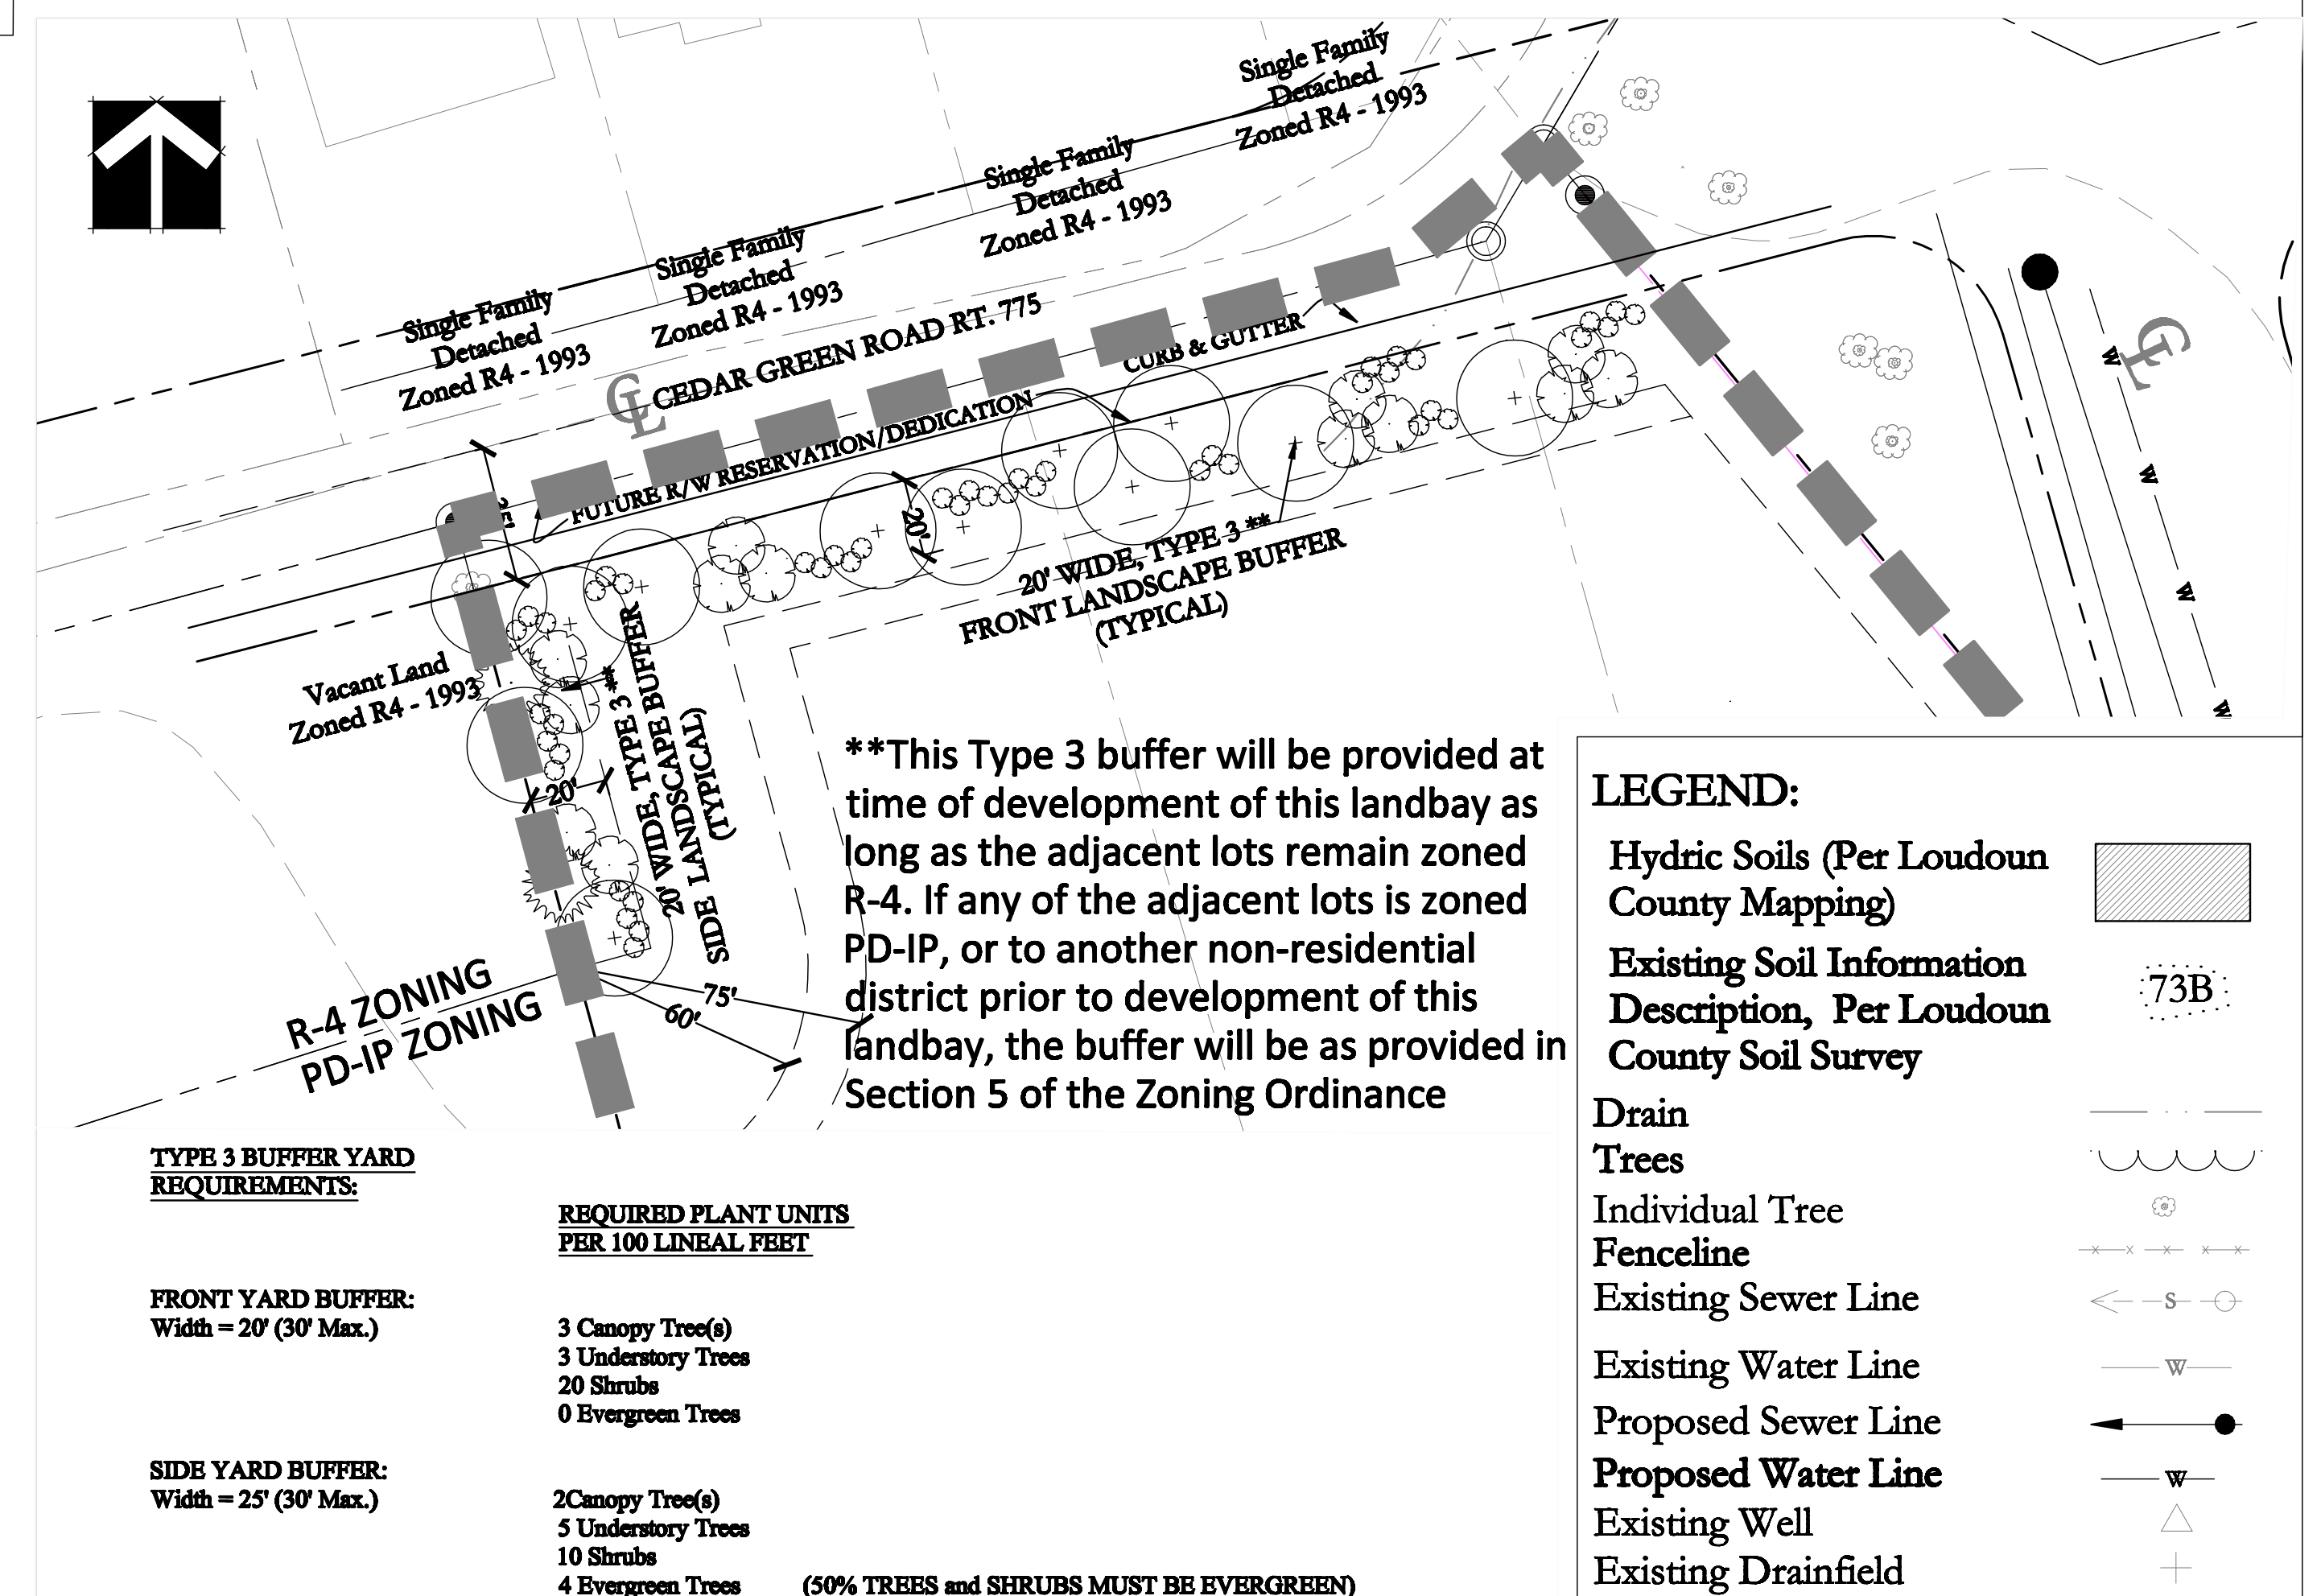 Single Family
Detached
Zoned R4 - 1993
Single Family
Detached
Zoned R4 - 1993
Single Family
Detached
Zoned R4 - 1993
Single Family
Detached
Zoned R4 - 1993
CEDAR GREEN ROAD RT. 775
CURB & GUTTER
FUTURE R/W RESERVATION/DEDICATION
35'
20'
20' WIDE, TYPE 3 **
FRONT LANDSCAPE BUFFER
(TYPICAL)
Vacant Land
Zoned R4 - 1993
20' WIDE, TYPE 3 **
SIDE LANDSCAPE BUFFER
(TYPICAL)
20'
75'
60'
R-4 ZONING
PD-IP ZONING
W
W
W
W
CL
CL
**This Type 3 buffer will be provided at
time of development of this landbay as
long as the adjacent lots remain zoned
R-4. If any of the adjacent lots is zoned
PD-IP, or to another non-residential
district prior to development of this
landbay, the buffer will be as provided in
Section 5 of the Zoning Ordinance
LEGEND:
Hydric Soils (Per Loudoun
County Mapping)
Existing Soil Information
Description, Per Loudoun
County Soil Survey
73B
Drain
Trees
Individual Tree
Fenceline
Existing Sewer Line
S
Existing Water Line
W
Proposed Sewer Line
Proposed Water Line
W
Existing Well
Existing Drainfield
TYPE 3 BUFFER YARD
REQUIREMENTS:
REQUIRED PLANT UNITS
PER 100 LINEAL FEET
FRONT YARD BUFFER:
Width = 20' (30' Max.)
3 Canopy Tree(s)
3 Understory Trees
20 Shrubs
0 Evergreen Trees
SIDE YARD BUFFER:
Width = 25' (30' Max.)
2Canopy Tree(s)
5 Understory Trees
10 Shrubs
4 Evergreen Trees (50% TREES and SHRUBS MUST BE EVERGREEN)